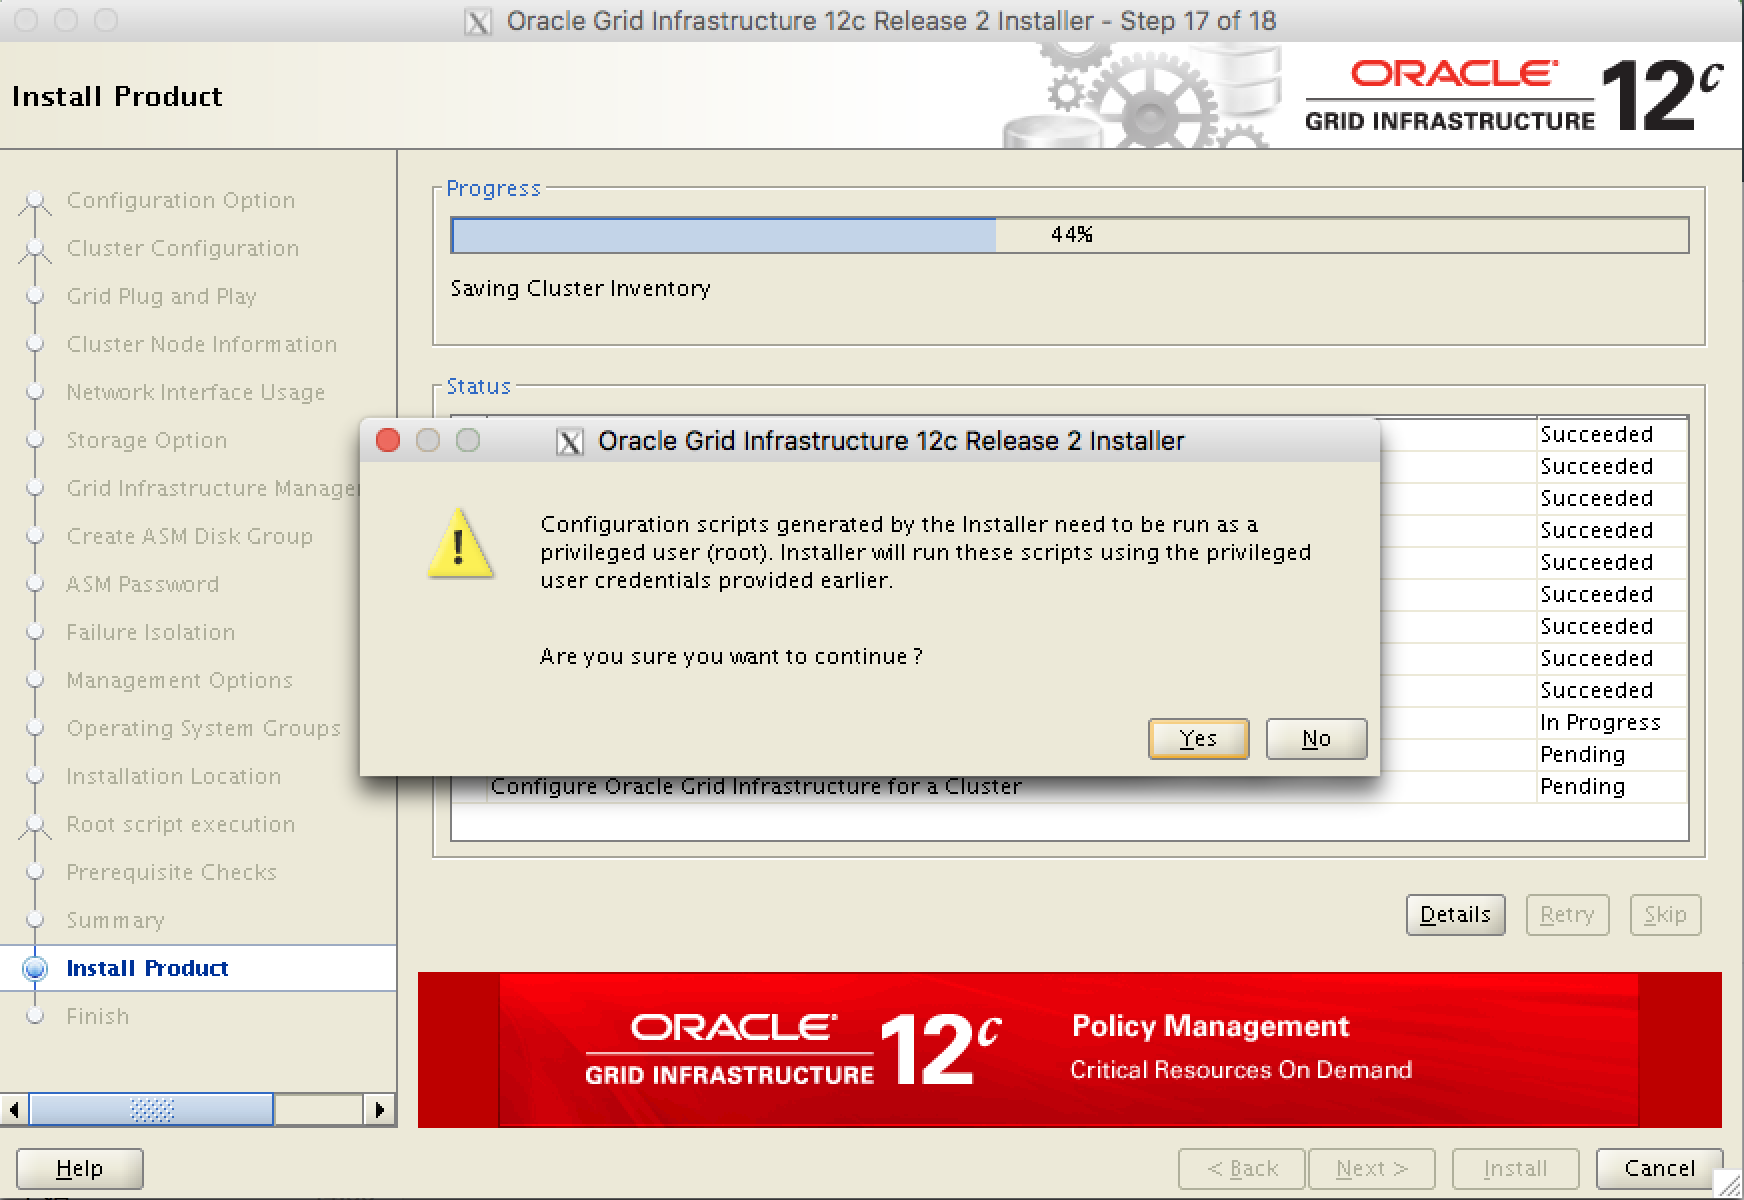 Oracle Grid Infrastructure 12c Release 2 Installer - Step 17 of 18
Install Product
ORACLE
GRID INFRASTRUCTURE
12c
Configuration Option
Cluster Configuration
Grid Plug and Play
Cluster Node Information
Network Interface Usage
Storage Option
Grid Infrastructure Manage
Create ASM Disk Group
ASM Password
Failure Isolation
Management Options
Operating System Groups
Installation Location
Root script execution
Prerequisite Checks
Summary
Install Product
Finish
Progress
44%
Saving Cluster Inventory
Status
Succeeded
Succeeded
Succeeded
Succeeded
Succeeded
Succeeded
Succeeded
Succeeded
Succeeded
In Progress
Pending
Configure Oracle Grid Infrastructure for a Cluster Pending
Oracle Grid Infrastructure 12c Release 2 Installer
Configuration scripts generated by the Installer need to be run as a
privileged user (root). Installer will run these scripts using the privileged
user credentials provided earlier.
Are you sure you want to continue ?
Yes No
Details Retry Skip
ORACLE
GRID INFRASTRUCTURE
12c
Policy Management
Critical Resources On Demand
Help < Back Next > Install Cancel